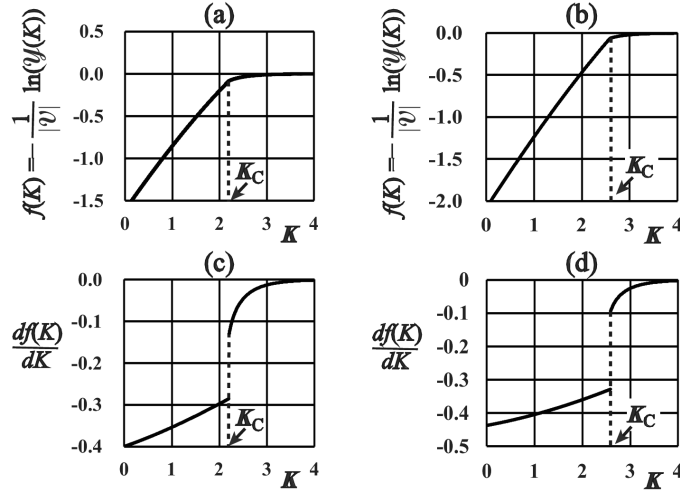 (a)
f(K) = - 1/|𝒱| ln(𝒴(K))
0.5
0.0
-0.5
-1.0
-1.5
0 1 2 3 4
K_C
K
(b)
f(K) = - 1/|𝒱| ln(𝒴(K))
0.0
-0.5
-1.0
-1.5
-2.0
0 1 2 3 4
K_C
K
(c)
df(K)/dK
0.0
-0.1
-0.2
-0.3
-0.4
0 1 2 3 4
K_C
K
(d)
df(K)/dK
0
-0.1
-0.2
-0.3
-0.4
-0.5
0 1 2 3 4
K_C
K